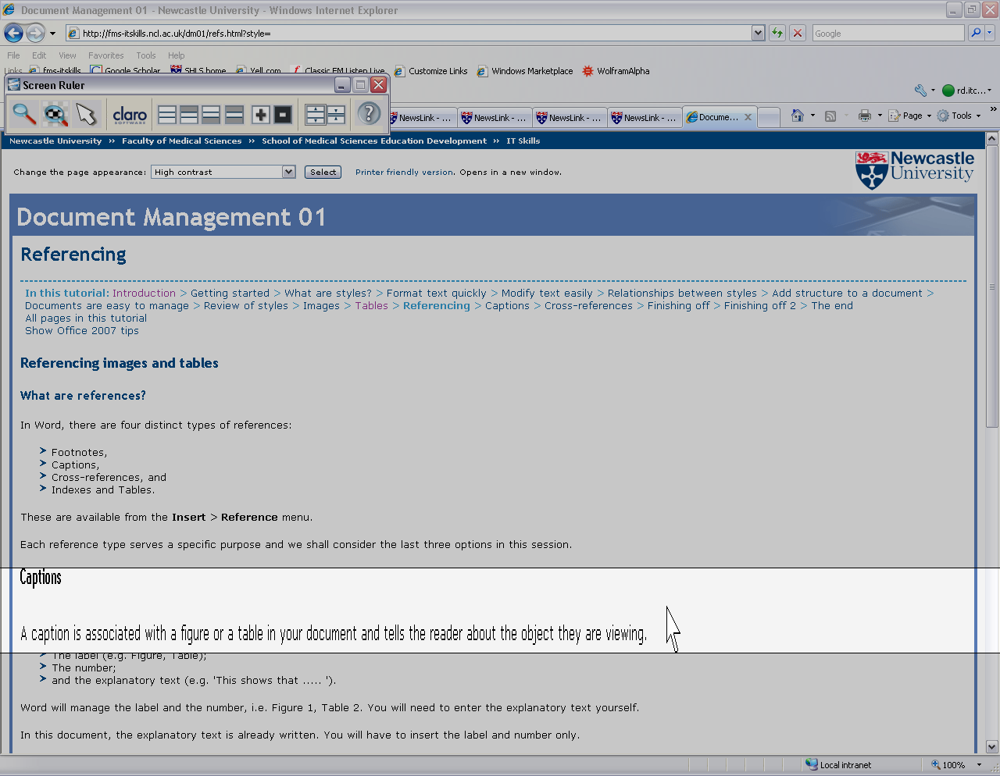 Document Management 01 - Newcastle University - Windows Internet Explorer
http://fms-itskills.ncl.ac.uk/dm01/refs.html?style=
Google
File Edit View Favorites Tools Help
Links fms-itskills Google Scholar SHLS home Yell.com Classic FM Listen Live Customize Links Windows Marketplace WolframAlpha
Screen Ruler
rd.itc...
claro
SOFTWARE
NewsLink - ... NewsLink - ... NewsLink - ... NewsLink - ... Docume... Page Tools
Newcastle University » Faculty of Medical Sciences » School of Medical Sciences Education Development » IT Skills
Change the page appearance: High contrast Select Printer friendly version. Opens in a new window.
Newcastle
University
Document Management 01
Referencing
In this tutorial: Introduction > Getting started > What are styles? > Format text quickly > Modify text easily > Relationships between styles > Add structure to a document >
Documents are easy to manage > Review of styles > Images > Tables > Referencing > Captions > Cross-references > Finishing off > Finishing off 2 > The end
All pages in this tutorial
Show Office 2007 tips
Referencing images and tables
What are references?
In Word, there are four distinct types of references:
Footnotes,
Captions,
Cross-references, and
Indexes and Tables.
These are available from the Insert > Reference menu.
Each reference type serves a specific purpose and we shall consider the last three options in this session.
Captions
A caption is associated with a figure or a table in your document and tells the reader about the object they are viewing.
The label (e.g. Figure, Table);
The number;
and the explanatory text (e.g. 'This shows that ..... ').
Word will manage the label and the number, i.e. Figure 1, Table 2. You will need to enter the explanatory text yourself.
In this document, the explanatory text is already written. You will have to insert the label and number only.
Local intranet 100%